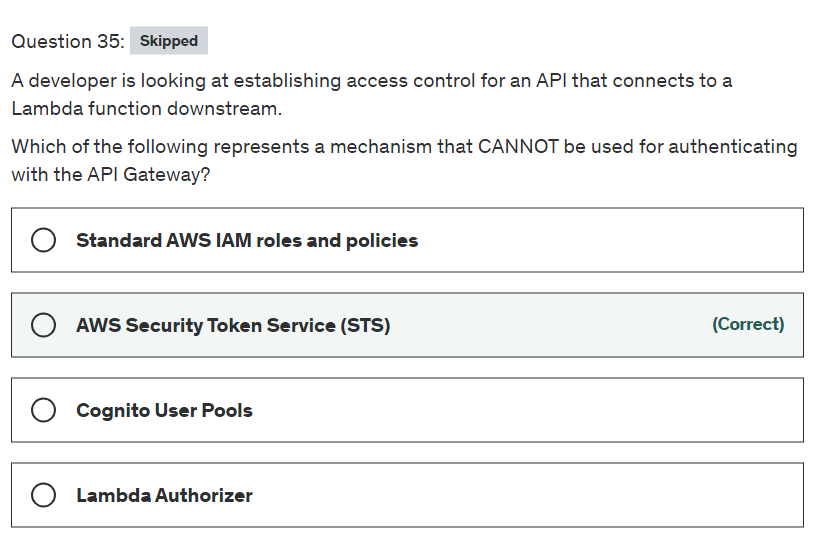 Question 35: Skipped
A developer is looking at establishing access control for an API that connects to a
Lambda function downstream.
Which of the following represents a mechanism that CANNOT be used for authenticating
with the API Gateway?
Standard AWS IAM roles and policies
AWS Security Token Service (STS) (Correct)
Cognito User Pools
Lambda Authorizer